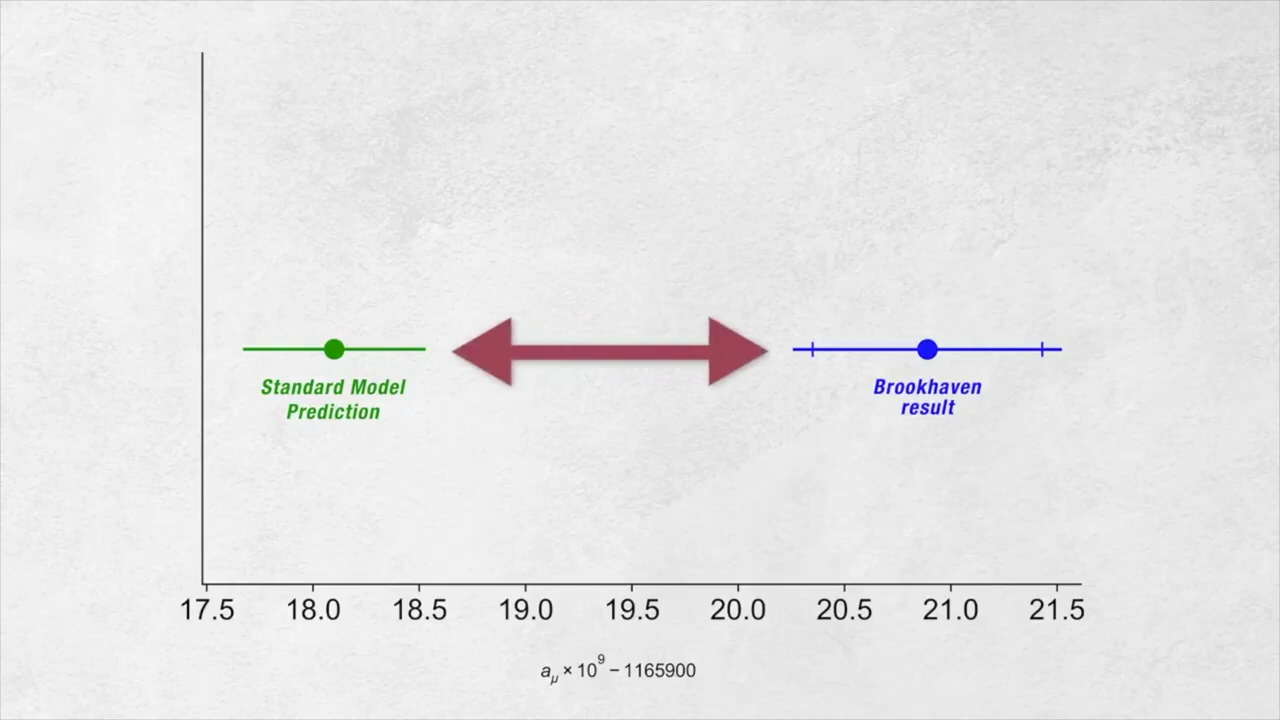 Standard Model
Prediction
Brookhaven
result
17.5 18.0 18.5 19.0 19.5 20.0 20.5 21.0 21.5
aμ × 10⁹ − 1165900